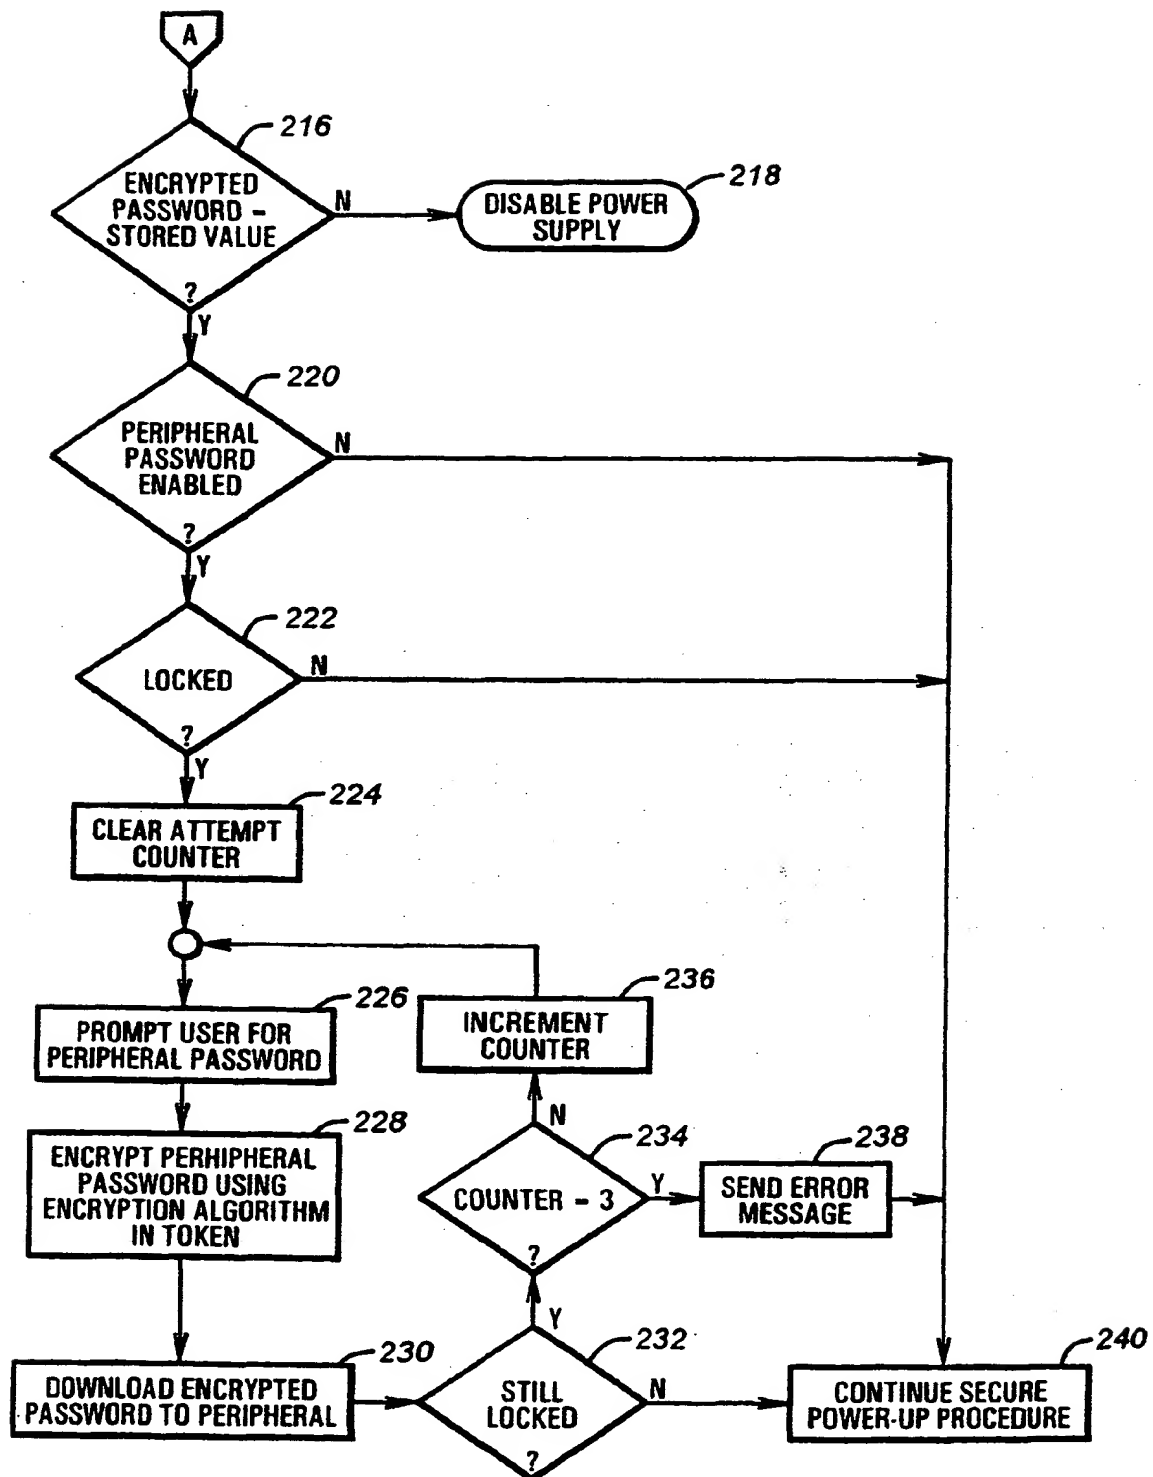 A
216
ENCRYPTED
PASSWORD -
STORED VALUE
?
N
Y
DISABLE POWER
SUPPLY
218
220
PERIPHERAL
PASSWORD
ENABLED
?
N
Y
222
LOCKED
?
N
Y
224
CLEAR ATTEMPT
COUNTER
226
PROMPT USER FOR
PERIPHERAL PASSWORD
228
ENCRYPT PERHIPHERAL
PASSWORD USING
ENCRYPTION ALGORITHM
IN TOKEN
230
DOWNLOAD ENCRYPTED
PASSWORD TO PERIPHERAL
232
STILL
LOCKED
?
Y
N
234
COUNTER - 3
?
N
Y
236
INCREMENT
COUNTER
238
SEND ERROR
MESSAGE
240
CONTINUE SECURE
POWER-UP PROCEDURE